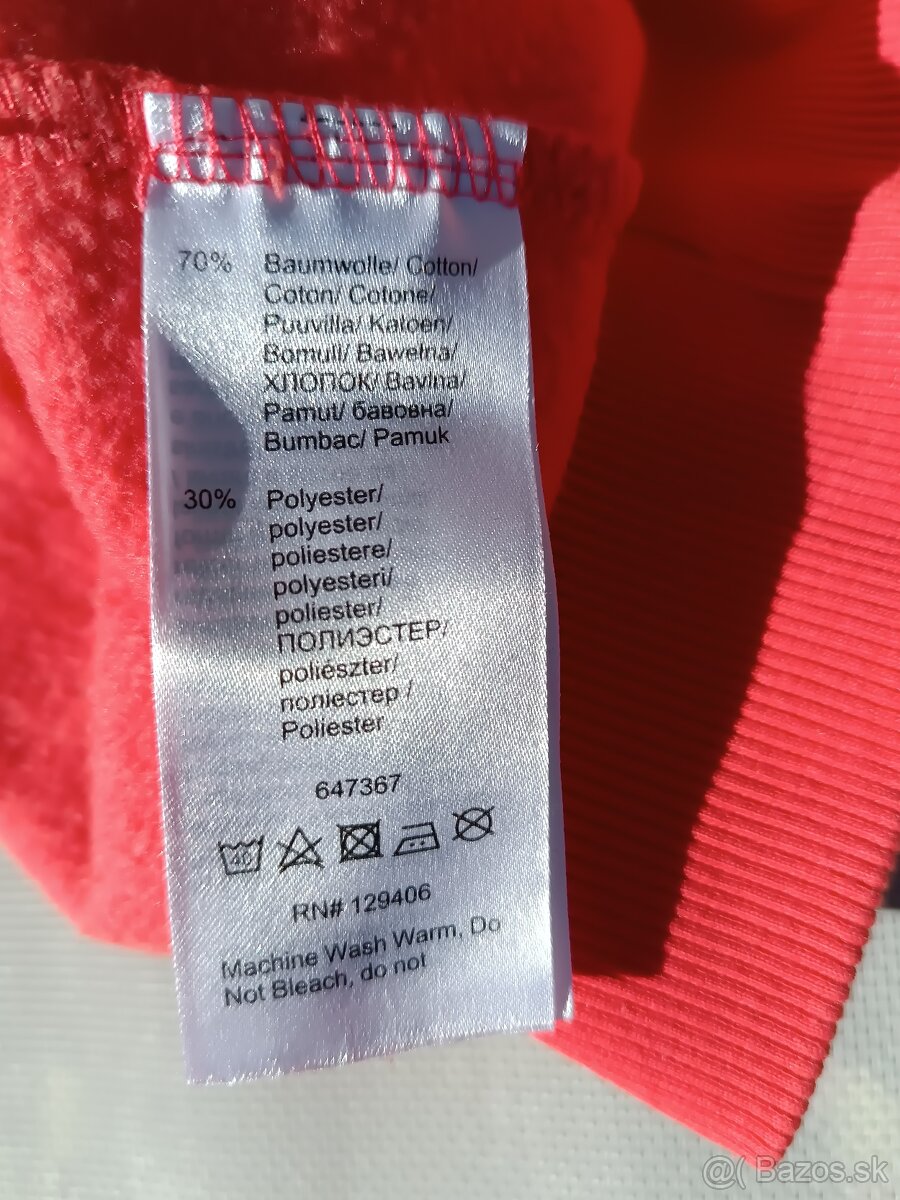 70% Baumwolle/ Cotton/
Coton/ Cotone/
Puuvilla/ Katoen/
Bomull/ Bawełna/
ХЛОПОК/ Bavlna/
Pamut/ бавовна/
Bumbac/ Pamuk
30% Polyester/
polyester/
poliestere/
polyesteri/
poliester/
ПОЛИЭСТЕР/
poliészter/
поліестер /
Poliester
647367
40
RN# 129406
Machine Wash Warm, Do
Not Bleach, do not
@( Bazos.sk